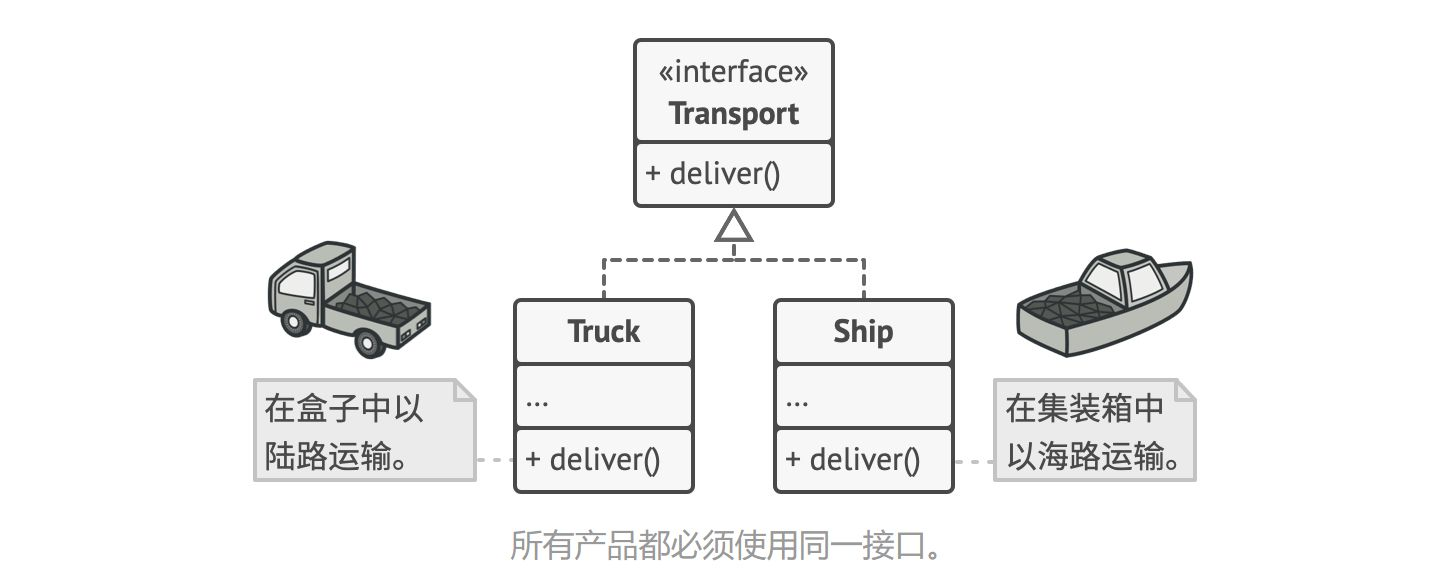 «interface»
Transport
+ deliver()
Truck
...
+ deliver()
Ship
...
+ deliver()
在盒子中以
陆路运输。
在集装箱中
以海路运输。
所有产品都必须使用同一接口。